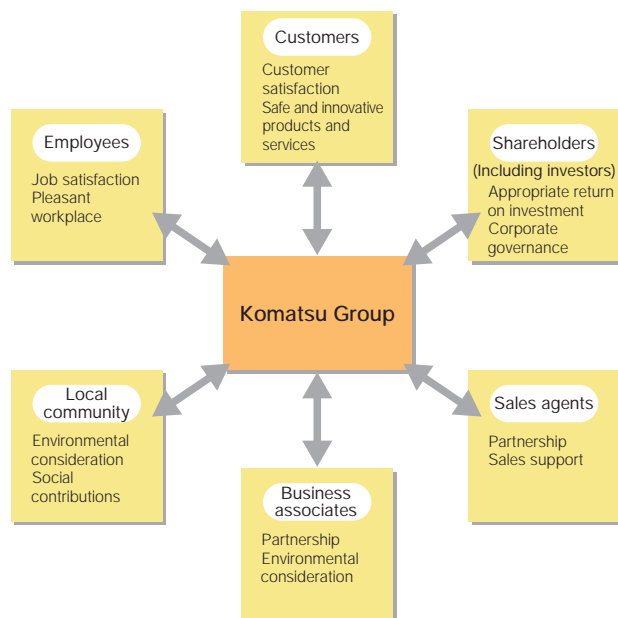 Customers
Customer
satisfaction
Safe and innovative
products and
services
Employees
Job satisfaction
Pleasant
workplace
Shareholders
(Including investors)
Appropriate return
on investment
Corporate
governance
Komatsu Group
Local
community
Environmental
consideration
Social
contributions
Sales agents
Partnership
Sales support
Business
associates
Partnership
Environmental
consideration